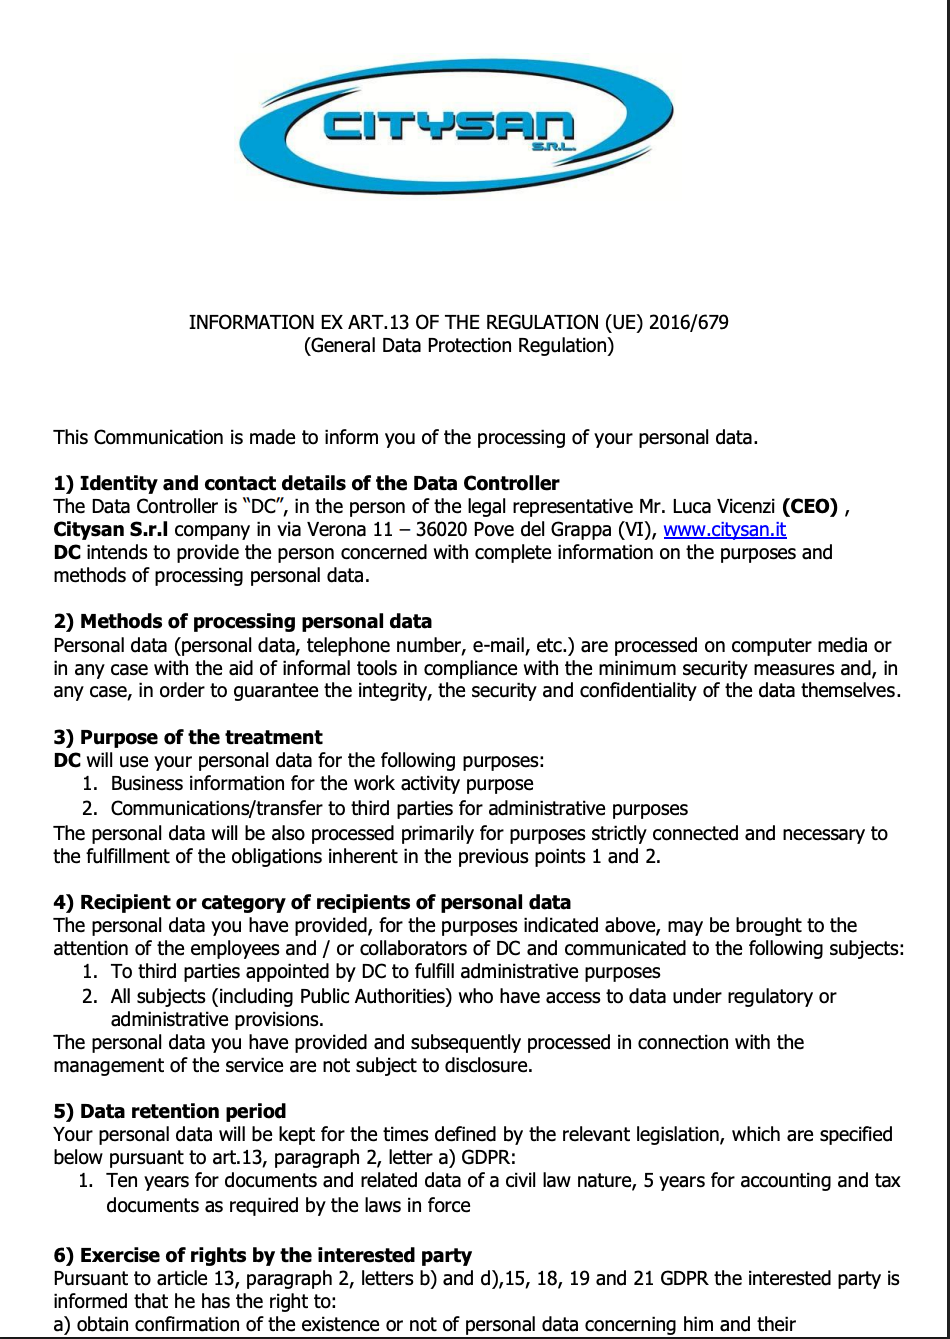 CITYSAN
S.R.L.
INFORMATION EX ART.13 OF THE REGULATION (UE) 2016/679
(General Data Protection Regulation)
This Communication is made to inform you of the processing of your personal data.
1) Identity and contact details of the Data Controller
The Data Controller is “DC”, in the person of the legal representative Mr. Luca Vicenzi (CEO) ,
Citysan S.r.l company in via Verona 11 – 36020 Pove del Grappa (VI), www.citysan.it
DC intends to provide the person concerned with complete information on the purposes and
methods of processing personal data.
2) Methods of processing personal data
Personal data (personal data, telephone number, e-mail, etc.) are processed on computer media or
in any case with the aid of informal tools in compliance with the minimum security measures and, in
any case, in order to guarantee the integrity, the security and confidentiality of the data themselves.
3) Purpose of the treatment
DC will use your personal data for the following purposes:
1. Business information for the work activity purpose
2. Communications/transfer to third parties for administrative purposes
The personal data will be also processed primarily for purposes strictly connected and necessary to
the fulfillment of the obligations inherent in the previous points 1 and 2.
4) Recipient or category of recipients of personal data
The personal data you have provided, for the purposes indicated above, may be brought to the
attention of the employees and / or collaborators of DC and communicated to the following subjects:
1. To third parties appointed by DC to fulfill administrative purposes
2. All subjects (including Public Authorities) who have access to data under regulatory or
administrative provisions.
The personal data you have provided and subsequently processed in connection with the
management of the service are not subject to disclosure.
5) Data retention period
Your personal data will be kept for the times defined by the relevant legislation, which are specified
below pursuant to art.13, paragraph 2, letter a) GDPR:
1. Ten years for documents and related data of a civil law nature, 5 years for accounting and tax
documents as required by the laws in force
6) Exercise of rights by the interested party
Pursuant to article 13, paragraph 2, letters b) and d),15, 18, 19 and 21 GDPR the interested party is
informed that he has the right to:
a) obtain confirmation of the existence or not of personal data concerning him and their